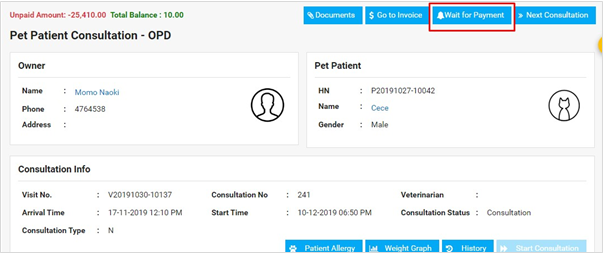 Unpaid Amount: -25,410.00 Total Balance : 10.00
Documents Go to Invoice Wait for Payment Next Consultation
Pet Patient Consultation - OPD
Owner
Name : Momo Naoki
Phone : 4764538
Address :
Pet Patient
HN : P20191027-10042
Name : Cece
Gender : Male
Consultation Info
Visit No. : V20191030-10137 Consultation No : 241 Veterinarian :
Arrival Time : 17-11-2019 12:10 PM Start Time : 10-12-2019 06:50 PM Consultation Status : Consultation
Consultation Type : N
Patient Allergy Weight Graph History Start Consultation